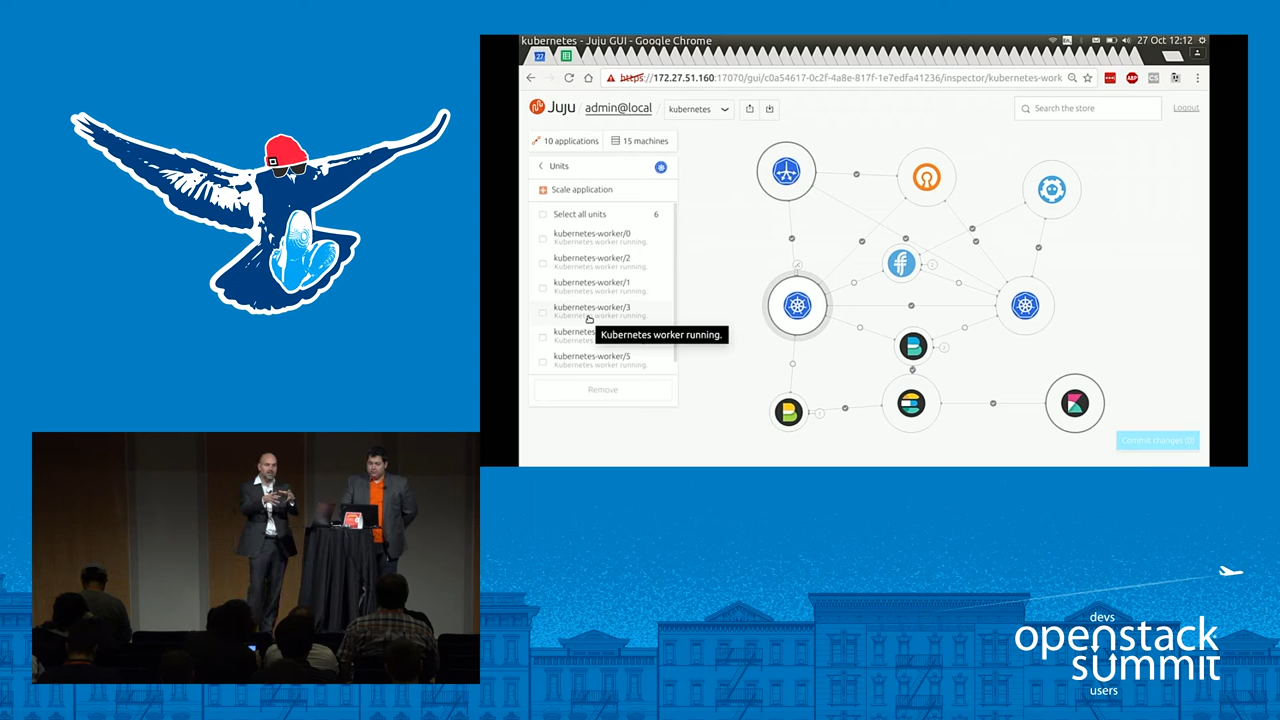 kubernetes - Juju GUI - Google Chrome
27 Oct 12:12
27
https://172.27.51.160:17070/gui/c0a54617-0c2f-4a8e-817f-1e7edfa41236/inspector/kubernetes-work
ABP
JUJU / admin@local / kubernetes
Search the store
Logout
10 applications
15 machines
Units
Scale application
Select all units 6
kubernetes-worker/0
Kubernetes worker running.
kubernetes-worker/2
Kubernetes worker running.
kubernetes-worker/1
Kubernetes worker running.
kubernetes-worker/3
Kubernetes worker running.
kubernetes
Kubernetes worker running.
kubernetes-worker/5
Kubernetes worker running.
Remove
Commit changes (0)
devs
openstack
summit
users